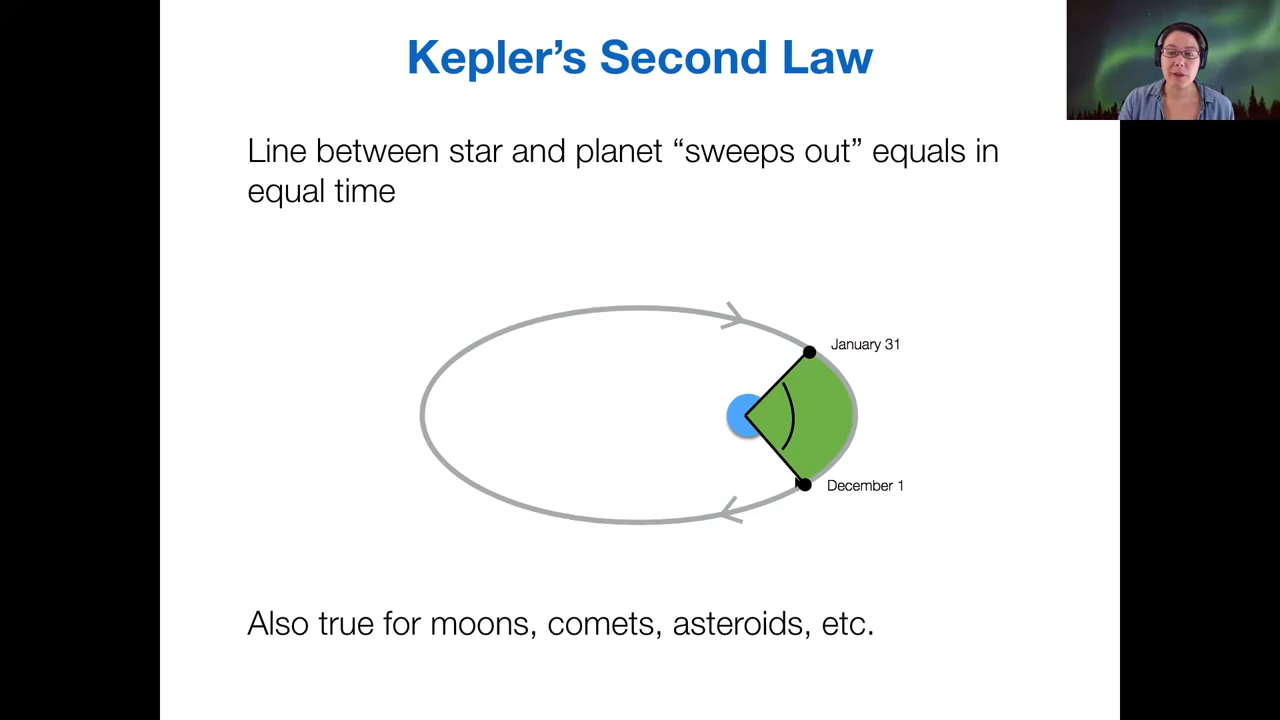 Kepler’s Second Law
Line between star and planet “sweeps out” equals in
equal time
January 31
December 1
Also true for moons, comets, asteroids, etc.